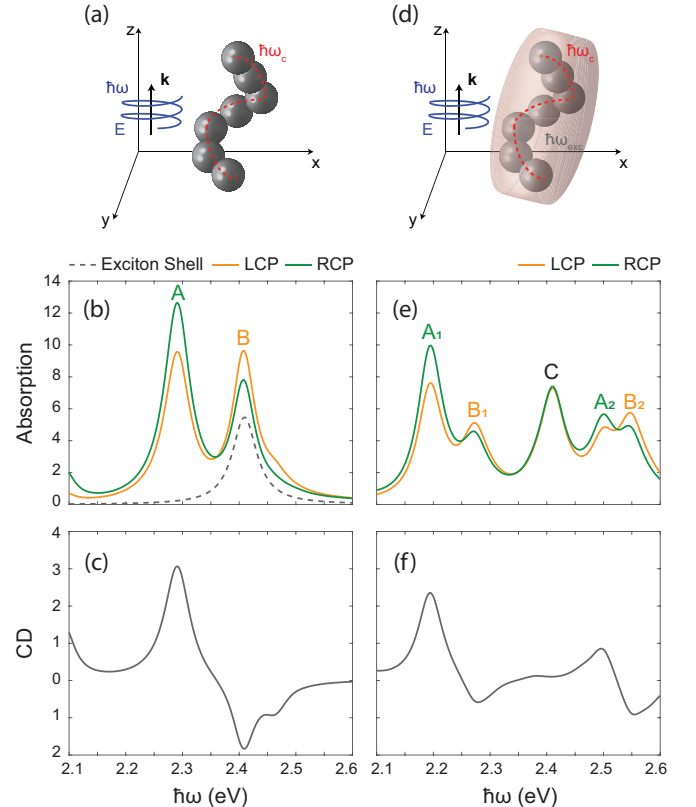 (a)
z
ħω
k
E
ħω_c
x
y
(d)
z
ħω
k
E
ħω_c
ħω_exc
x
y
Exciton Shell LCP RCP
(b)
A
B
Absorption
14
12
10
8
6
4
2
0
LCP RCP
(e)
A₁
B₁
C
A₂
B₂
(c)
CD
4
3
2
1
0
1
2
2.1 2.2 2.3 2.4 2.5 2.6
ħω (eV)
(f)
2.1 2.2 2.3 2.4 2.5 2.6
ħω (eV)